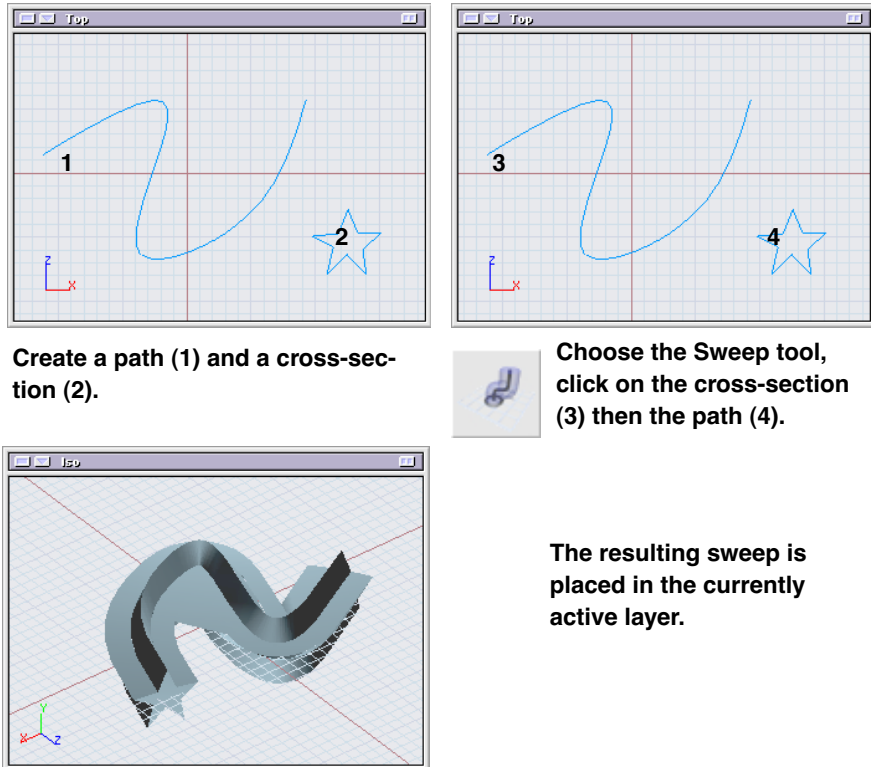 Top
Top
1
2
Z
X
3
4
Z
X
Create a path (1) and a cross-sec-
tion (2).
Choose the Sweep tool,
click on the cross-section
(3) then the path (4).
Iso
Y
X
Z
The resulting sweep is
placed in the currently
active layer.